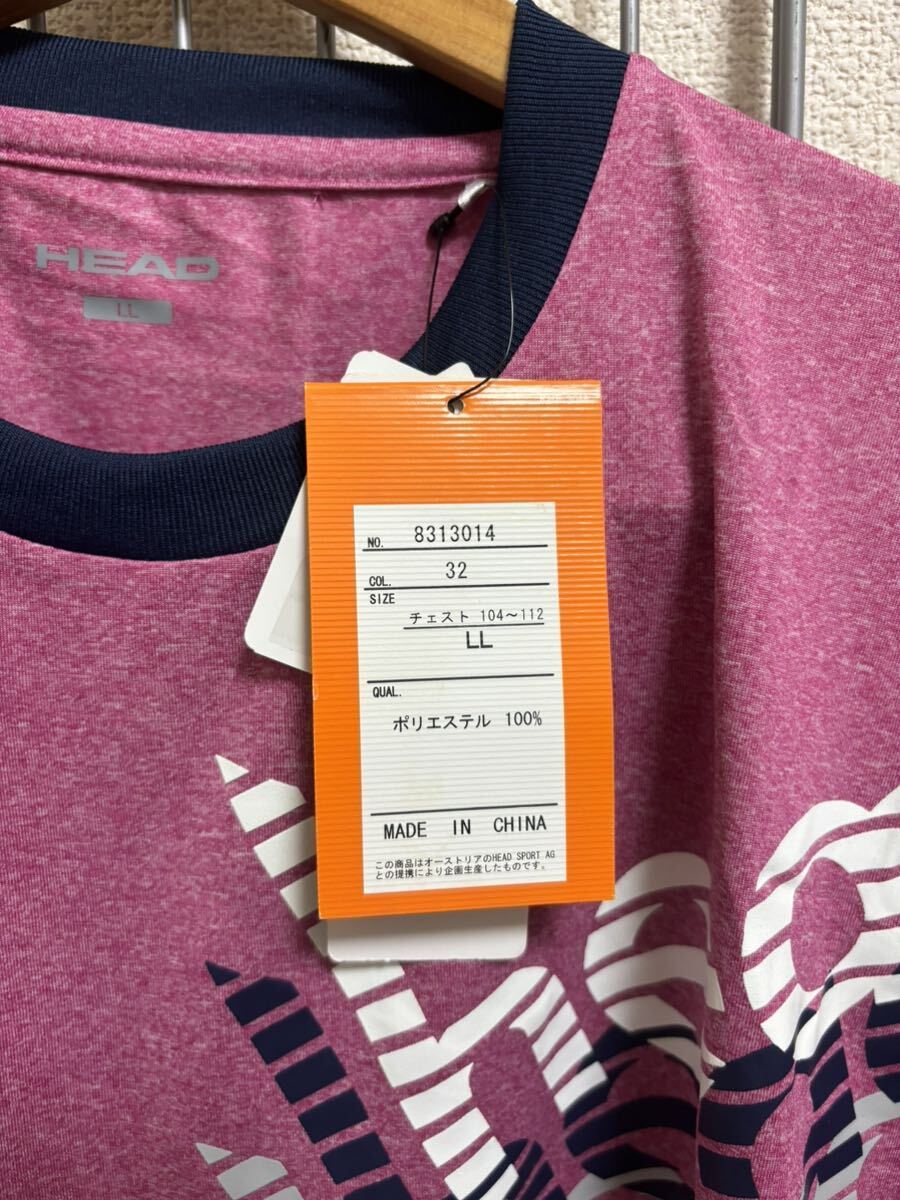 HEAD
LL
NO. 8313014
COL. 32
SIZE
チェスト 104～112
LL
QUAL.
ポリエステル 100%
MADE IN CHINA
この商品はオーストリアのHEAD SPORT AG
との提携により企画生産したものです。